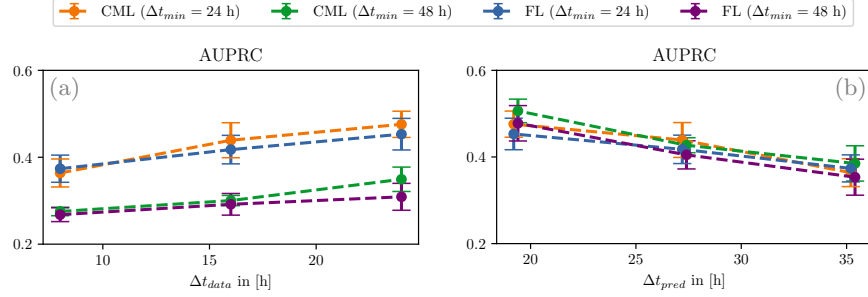 CML (Δt_min = 24 h) CML (Δt_min = 48 h) FL (Δt_min = 24 h) FL (Δt_min = 48 h)
AUPRC
(a)
0.6
0.4
0.2
10 15 20
Δt_data in [h]
AUPRC
(b)
0.6
0.4
0.2
20 25 30 35
Δt_pred in [h]